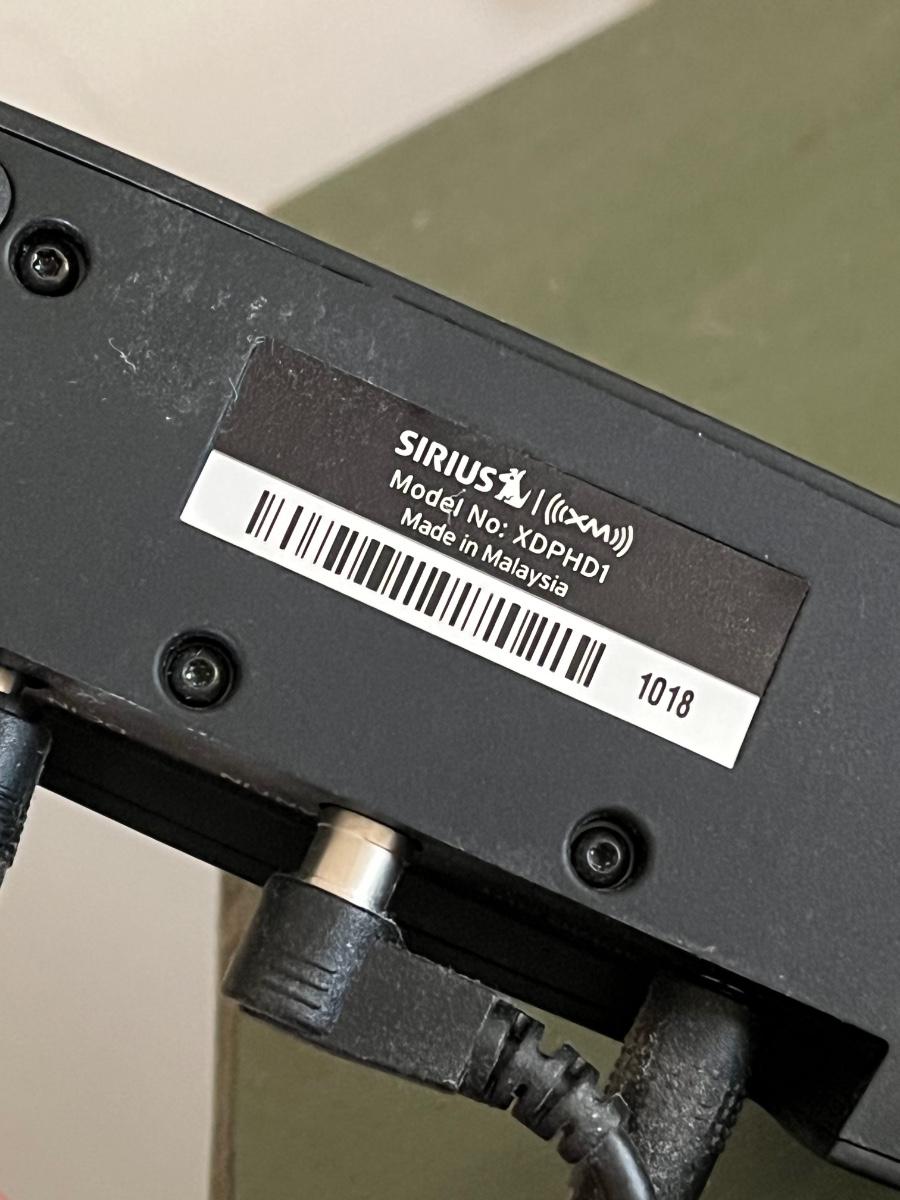 SIRIUS | ((XM))
Model No: XDPHD1
Made in Malaysia
1018